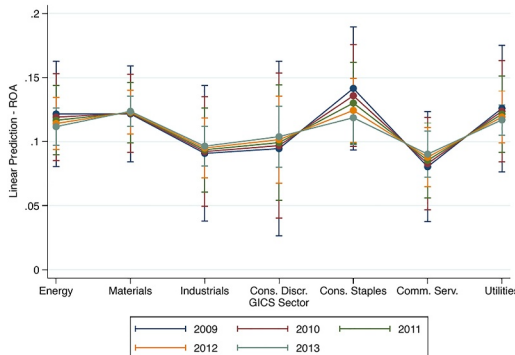 .2
.15
.1
.05
0
Linear Prediction - ROA
Energy Materials Industrials Cons. Discr. Cons. Staples Comm. Serv. Utilities
GICS Sector
2009 2010 2011
2012 2013